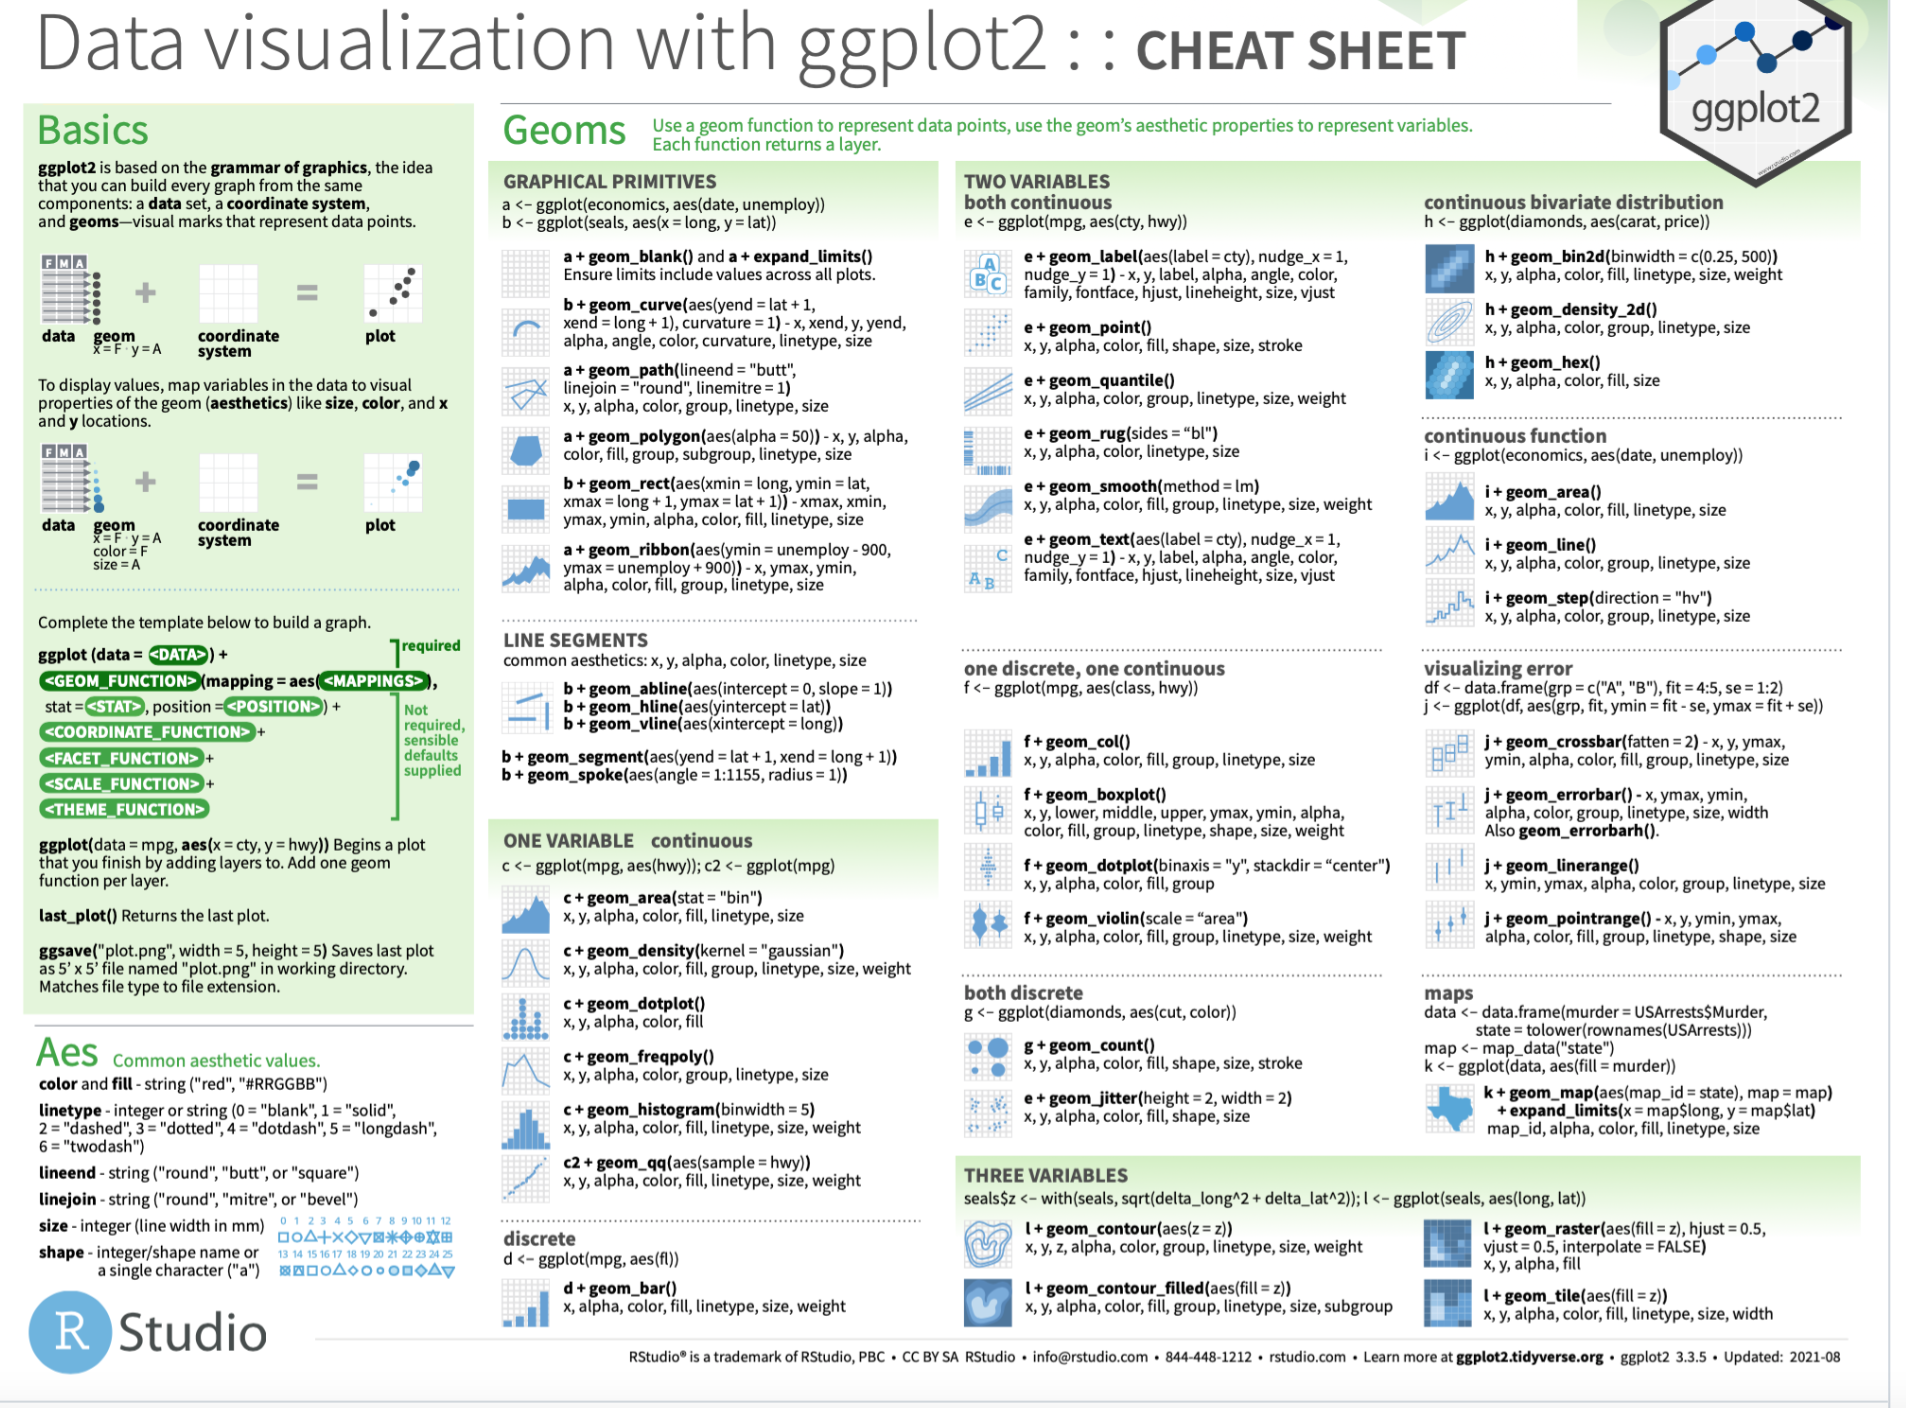 Data visualization with ggplot2 : : CHEAT SHEET
ggplot2
www.rstudio.com
Basics
ggplot2 is based on the grammar of graphics, the idea
that you can build every graph from the same
components: a data set, a coordinate system,
and geoms—visual marks that represent data points.
F M A
+
=
data
geom
x = F · y = A
coordinate
system
plot
To display values, map variables in the data to visual
properties of the geom (aesthetics) like size, color, and x
and y locations.
F M A
+
=
data
geom
x = F · y = A
color = F
size = A
coordinate
system
plot
Complete the template below to build a graph.
required
ggplot (data = <DATA>) +
<GEOM_FUNCTION>(mapping = aes(<MAPPINGS>),
stat = <STAT>, position = <POSITION>) +
<COORDINATE_FUNCTION> +
<FACET_FUNCTION> +
<SCALE_FUNCTION> +
<THEME_FUNCTION>
Not
required,
sensible
defaults
supplied
ggplot(data = mpg, aes(x = cty, y = hwy)) Begins a plot
that you finish by adding layers to. Add one geom
function per layer.
last_plot() Returns the last plot.
ggsave("plot.png", width = 5, height = 5) Saves last plot
as 5’ x 5’ file named "plot.png" in working directory.
Matches file type to file extension.
Aes Common aesthetic values.
color and fill - string ("red", "#RRGGBB")
linetype - integer or string (0 = "blank", 1 = "solid",
2 = "dashed", 3 = "dotted", 4 = "dotdash", 5 = "longdash",
6 = "twodash")
lineend - string ("round", "butt", or "square")
linejoin - string ("round", "mitre", or "bevel")
size - integer (line width in mm)
0 1 2 3 4 5 6 7 8 9 10 11 12
shape - integer/shape name or
a single character ("a")
13 14 15 16 17 18 19 20 21 22 23 24 25
R Studio
Geoms
Use a geom function to represent data points, use the geom’s aesthetic properties to represent variables.
Each function returns a layer.
GRAPHICAL PRIMITIVES
a <- ggplot(economics, aes(date, unemploy))
b <- ggplot(seals, aes(x = long, y = lat))
a + geom_blank() and a + expand_limits()
Ensure limits include values across all plots.
b + geom_curve(aes(yend = lat + 1,
xend = long + 1), curvature = 1) - x, xend, y, yend,
alpha, angle, color, curvature, linetype, size
a + geom_path(lineend = "butt",
linejoin = "round", linemitre = 1)
x, y, alpha, color, group, linetype, size
a + geom_polygon(aes(alpha = 50)) - x, y, alpha,
color, fill, group, subgroup, linetype, size
b + geom_rect(aes(xmin = long, ymin = lat,
xmax = long + 1, ymax = lat + 1)) - xmax, xmin,
ymax, ymin, alpha, color, fill, linetype, size
a + geom_ribbon(aes(ymin = unemploy - 900,
ymax = unemploy + 900)) - x, ymax, ymin,
alpha, color, fill, group, linetype, size
LINE SEGMENTS
common aesthetics: x, y, alpha, color, linetype, size
b + geom_abline(aes(intercept = 0, slope = 1))
b + geom_hline(aes(yintercept = lat))
b + geom_vline(aes(xintercept = long))
b + geom_segment(aes(yend = lat + 1, xend = long + 1))
b + geom_spoke(aes(angle = 1:1155, radius = 1))
ONE VARIABLE continuous
c <- ggplot(mpg, aes(hwy)); c2 <- ggplot(mpg)
c + geom_area(stat = "bin")
x, y, alpha, color, fill, linetype, size
c + geom_density(kernel = "gaussian")
x, y, alpha, color, fill, group, linetype, size, weight
c + geom_dotplot()
x, y, alpha, color, fill
c + geom_freqpoly()
x, y, alpha, color, group, linetype, size
c + geom_histogram(binwidth = 5)
x, y, alpha, color, fill, linetype, size, weight
c2 + geom_qq(aes(sample = hwy))
x, y, alpha, color, fill, linetype, size, weight
discrete
d <- ggplot(mpg, aes(fl))
d + geom_bar()
x, alpha, color, fill, linetype, size, weight
TWO VARIABLES
both continuous
e <- ggplot(mpg, aes(cty, hwy))
A
B C
e + geom_label(aes(label = cty), nudge_x = 1,
nudge_y = 1) - x, y, label, alpha, angle, color,
family, fontface, hjust, lineheight, size, vjust
e + geom_point()
x, y, alpha, color, fill, shape, size, stroke
e + geom_quantile()
x, y, alpha, color, group, linetype, size, weight
e + geom_rug(sides = “bl")
x, y, alpha, color, linetype, size
e + geom_smooth(method = lm)
x, y, alpha, color, fill, group, linetype, size, weight
C
A B
e + geom_text(aes(label = cty), nudge_x = 1,
nudge_y = 1) - x, y, label, alpha, angle, color,
family, fontface, hjust, lineheight, size, vjust
one discrete, one continuous
f <- ggplot(mpg, aes(class, hwy))
f + geom_col()
x, y, alpha, color, fill, group, linetype, size
f + geom_boxplot()
x, y, lower, middle, upper, ymax, ymin, alpha,
color, fill, group, linetype, shape, size, weight
f + geom_dotplot(binaxis = "y", stackdir = “center")
x, y, alpha, color, fill, group
f + geom_violin(scale = “area")
x, y, alpha, color, fill, group, linetype, size, weight
both discrete
g <- ggplot(diamonds, aes(cut, color))
g + geom_count()
x, y, alpha, color, fill, shape, size, stroke
e + geom_jitter(height = 2, width = 2)
x, y, alpha, color, fill, shape, size
continuous bivariate distribution
h <- ggplot(diamonds, aes(carat, price))
h + geom_bin2d(binwidth = c(0.25, 500))
x, y, alpha, color, fill, linetype, size, weight
h + geom_density_2d()
x, y, alpha, color, group, linetype, size
h + geom_hex()
x, y, alpha, color, fill, size
continuous function
i <- ggplot(economics, aes(date, unemploy))
i + geom_area()
x, y, alpha, color, fill, linetype, size
i + geom_line()
x, y, alpha, color, group, linetype, size
i + geom_step(direction = "hv")
x, y, alpha, color, group, linetype, size
visualizing error
df <- data.frame(grp = c("A", "B"), fit = 4:5, se = 1:2)
j <- ggplot(df, aes(grp, fit, ymin = fit - se, ymax = fit + se))
j + geom_crossbar(fatten = 2) - x, y, ymax,
ymin, alpha, color, fill, group, linetype, size
j + geom_errorbar() - x, ymax, ymin,
alpha, color, group, linetype, size, width
Also geom_errorbarh().
j + geom_linerange()
x, ymin, ymax, alpha, color, group, linetype, size
j + geom_pointrange() - x, y, ymin, ymax,
alpha, color, fill, group, linetype, shape, size
maps
data <- data.frame(murder = USArrests$Murder,
state = tolower(rownames(USArrests)))
map <- map_data("state")
k <- ggplot(data, aes(fill = murder))
k + geom_map(aes(map_id = state), map = map)
+ expand_limits(x = map$long, y = map$lat)
map_id, alpha, color, fill, linetype, size
THREE VARIABLES
seals$z <- with(seals, sqrt(delta_long^2 + delta_lat^2)); l <- ggplot(seals, aes(long, lat))
l + geom_contour(aes(z = z))
x, y, z, alpha, color, group, linetype, size, weight
l + geom_contour_filled(aes(fill = z))
x, y, alpha, color, fill, group, linetype, size, subgroup
l + geom_raster(aes(fill = z), hjust = 0.5,
vjust = 0.5, interpolate = FALSE)
x, y, alpha, fill
l + geom_tile(aes(fill = z))
x, y, alpha, color, fill, linetype, size, width
RStudio® is a trademark of RStudio, PBC • CC BY SA RStudio • info@rstudio.com • 844-448-1212 • rstudio.com • Learn more at ggplot2.tidyverse.org • ggplot2 3.3.5 • Updated: 2021-08